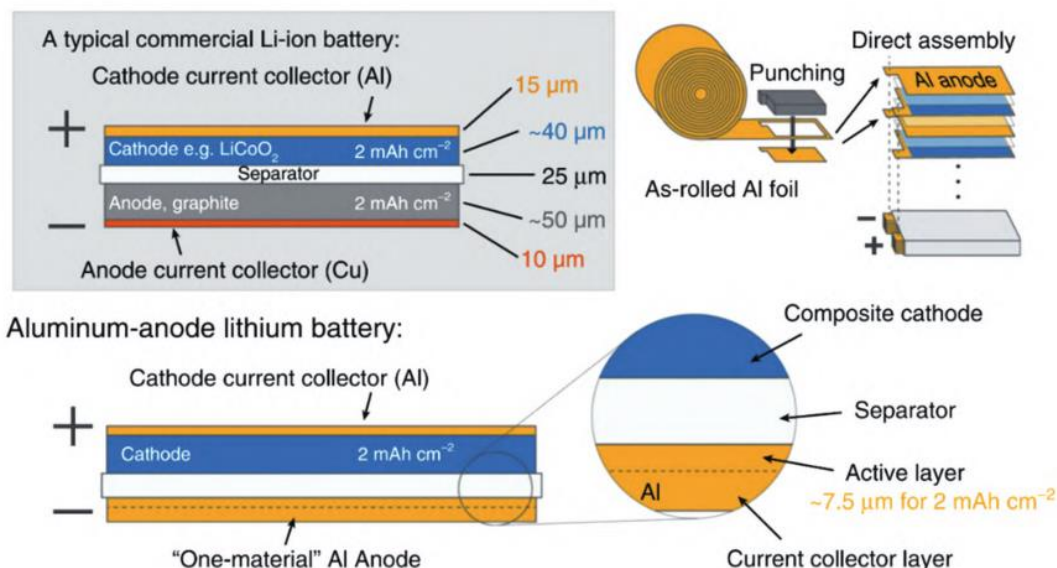 A typical commercial Li-ion battery:
Cathode current collector (Al)
15 µm
+
Cathode e.g. LiCoO₂ 2 mAh cm⁻²
~40 µm
Separator
25 µm
Anode, graphite 2 mAh cm⁻²
~50 µm
−
10 µm
Anode current collector (Cu)
Direct assembly
Punching
Al anode
As-rolled Al foil
−
+
Aluminum-anode lithium battery:
Cathode current collector (Al)
+
Cathode 2 mAh cm⁻²
−
"One-material" Al Anode
Composite cathode
Separator
Active layer
~7.5 µm for 2 mAh cm⁻²
Al
Current collector layer